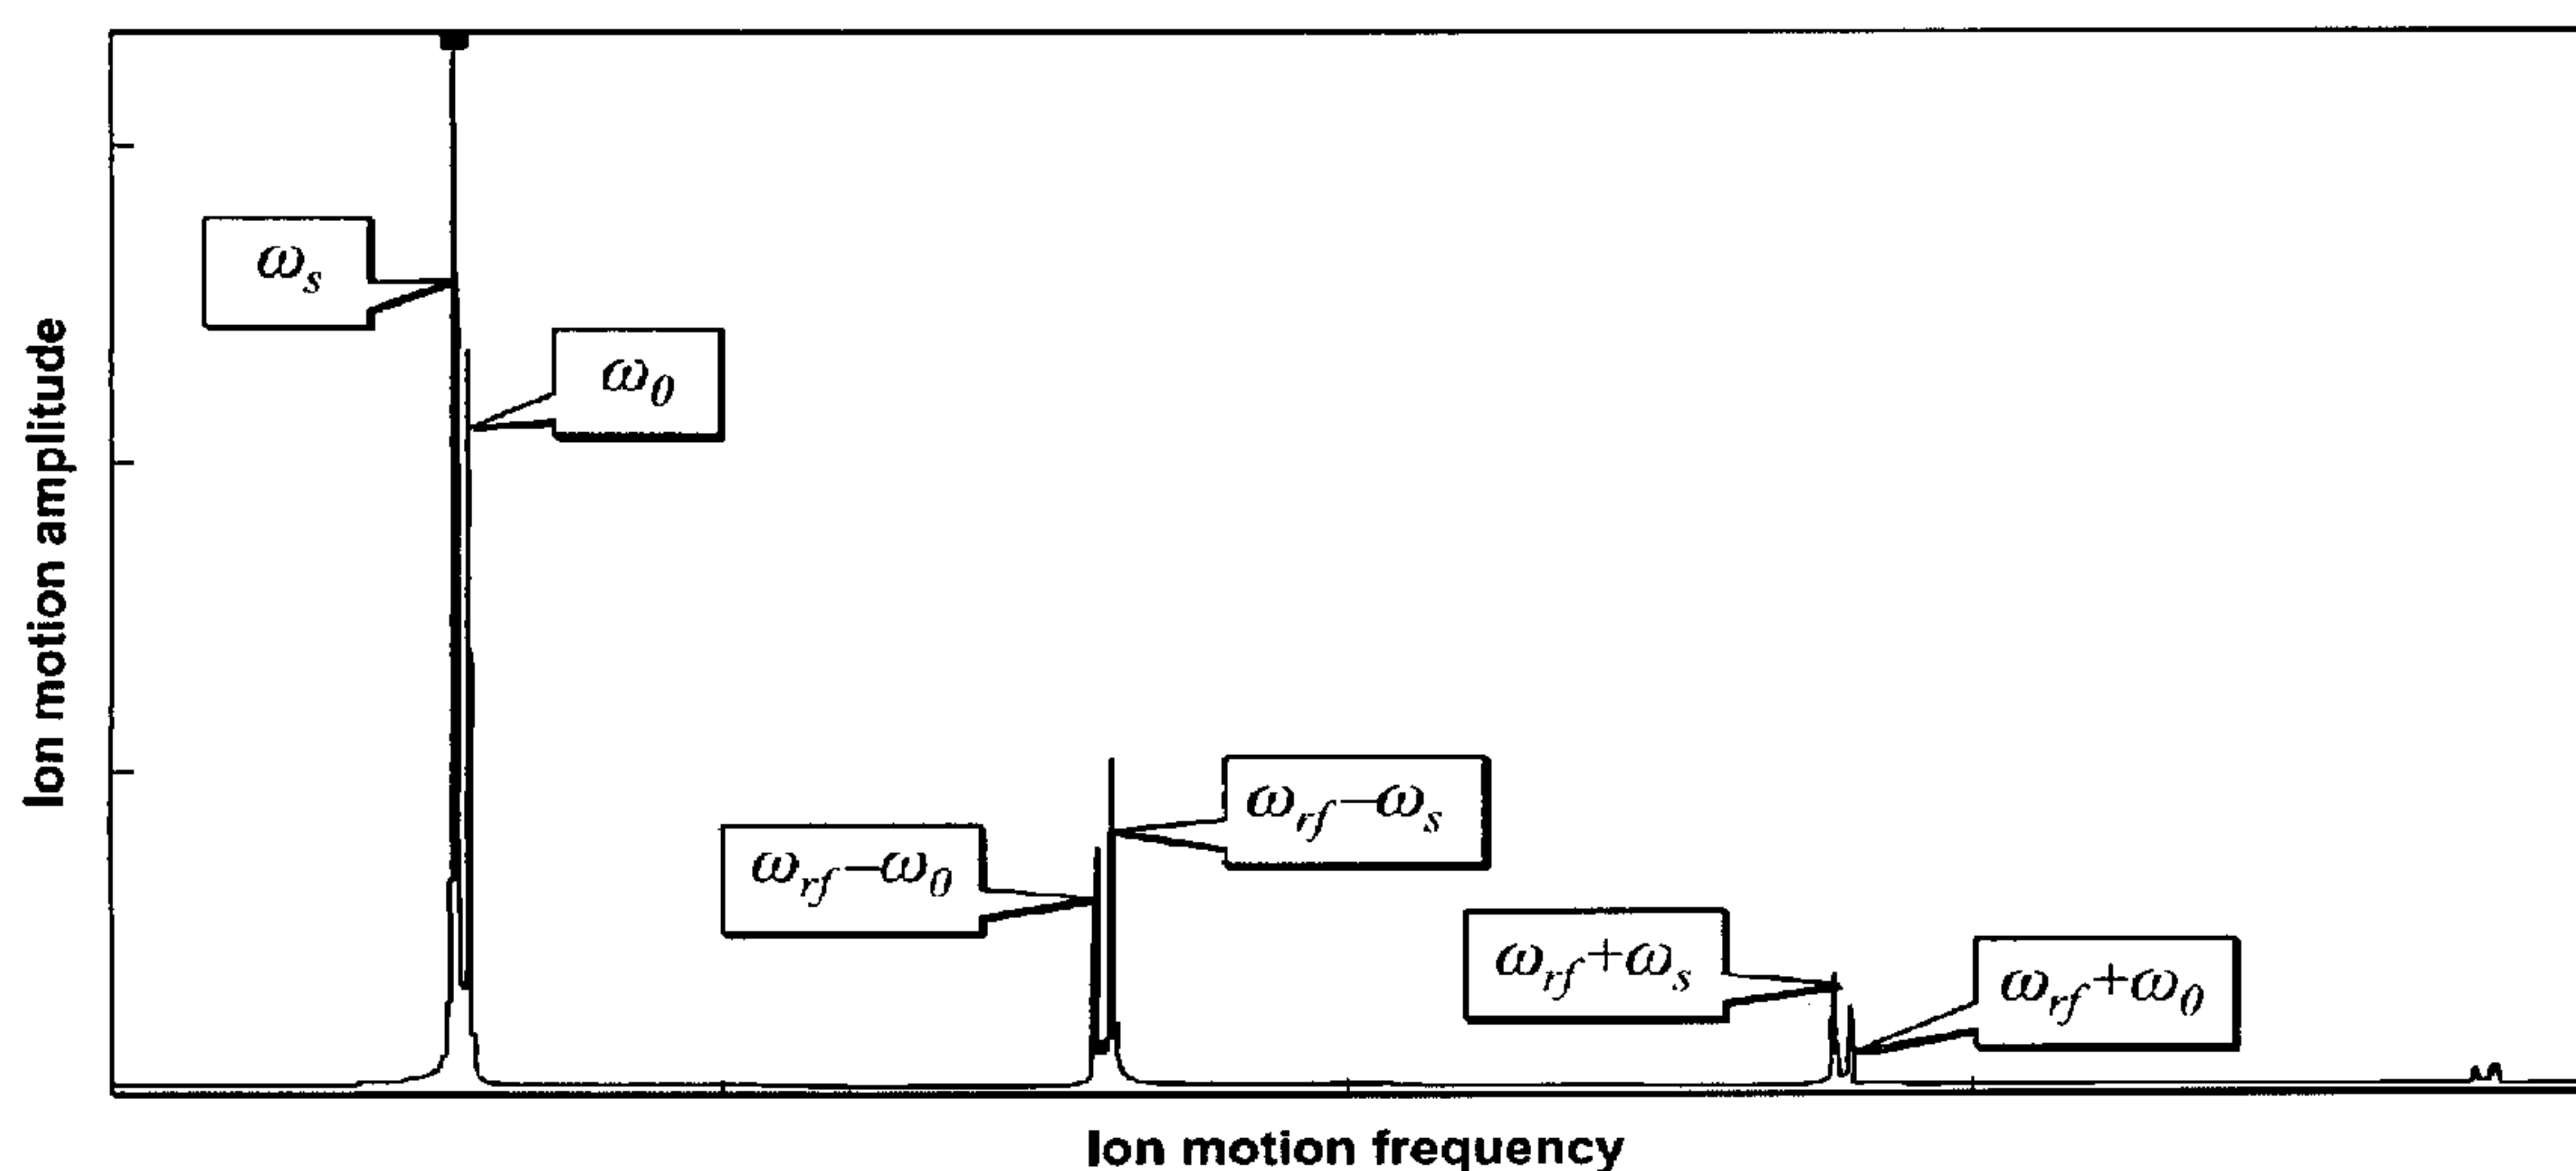 ωs
ω0
ωrf−ωs
ωrf−ω0
ωrf+ωs
ωrf+ω0
Ion motion amplitude
Ion motion frequency